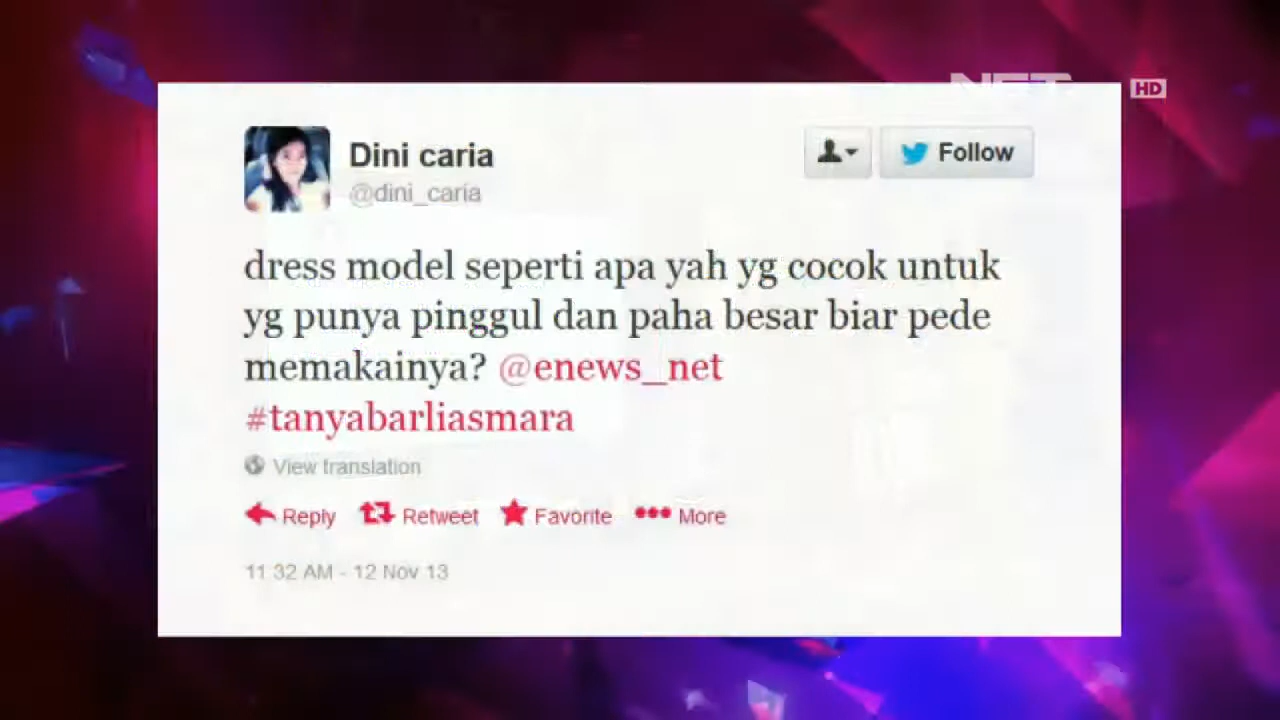 NET
HD
Dini caria
@dini_caria
Follow
dress model seperti apa yah yg cocok untuk
yg punya pinggul dan paha besar biar pede
memakainya? @enews_net
#tanyabarliasmara
View translation
Reply Retweet Favorite More
11:32 AM - 12 Nov 13